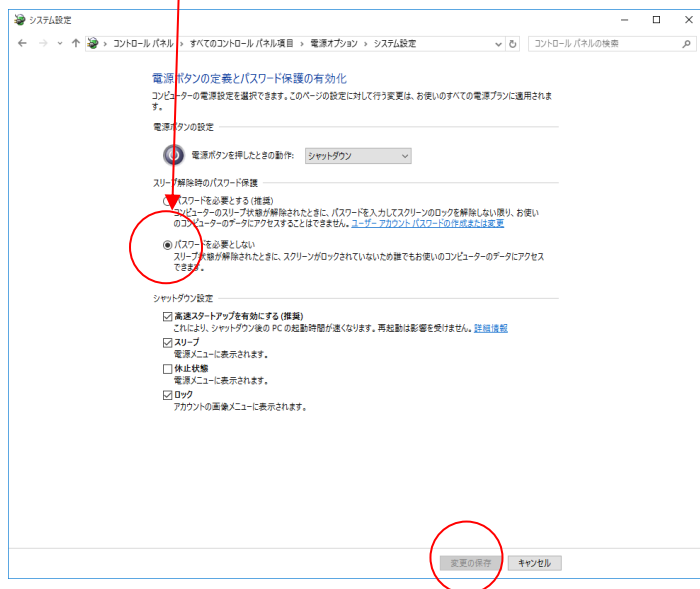 システム設定
コントロール パネル › すべてのコントロール パネル項目 › 電源オプション › システム設定
コントロール パネルの検索
電源ボタンの定義とパスワード保護の有効化
コンピューターの電源設定を選択できます。このページの設定に対して行う変更は、お使いのすべての電源プランに適用されま
す。
電源ボタンの設定
電源ボタンを押したときの動作: シャットダウン
スリープ解除時のパスワード保護
パスワードを必要とする (推奨)
コンピューターのスリープ状態が解除されたときに、パスワードを入力してスクリーンのロックを解除しない限り、お使い
のコンピューターのデータにアクセスすることはできません。ユーザー アカウント パスワードの作成または変更
パスワードを必要としない
スリープ状態が解除されたときに、スクリーンがロックされていないため誰でもお使いのコンピューターのデータにアクセス
できます。
シャットダウン設定
高速スタートアップを有効にする (推奨)
これにより、シャットダウン後の PC の起動時間が速くなります。再起動は影響を受けません。詳細情報
スリープ
電源メニューに表示されます。
休止状態
電源メニューに表示されます。
ロック
アカウントの画像メニューに表示されます。
変更の保存 キャンセル